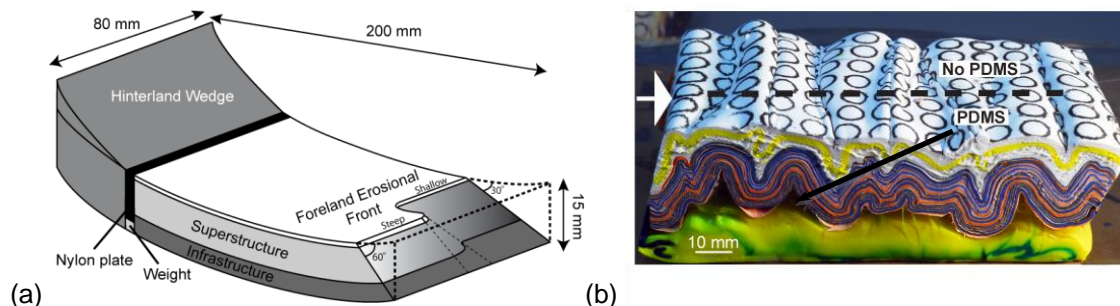 80 mm
200 mm
Hinterland Wedge
Foreland Erosional
Front
Shallow
30°
Steep
15 mm
Superstructure
60°
Infrastructure
Nylon plate
Weight
(a)
No PDMS
PDMS
10 mm
(b)